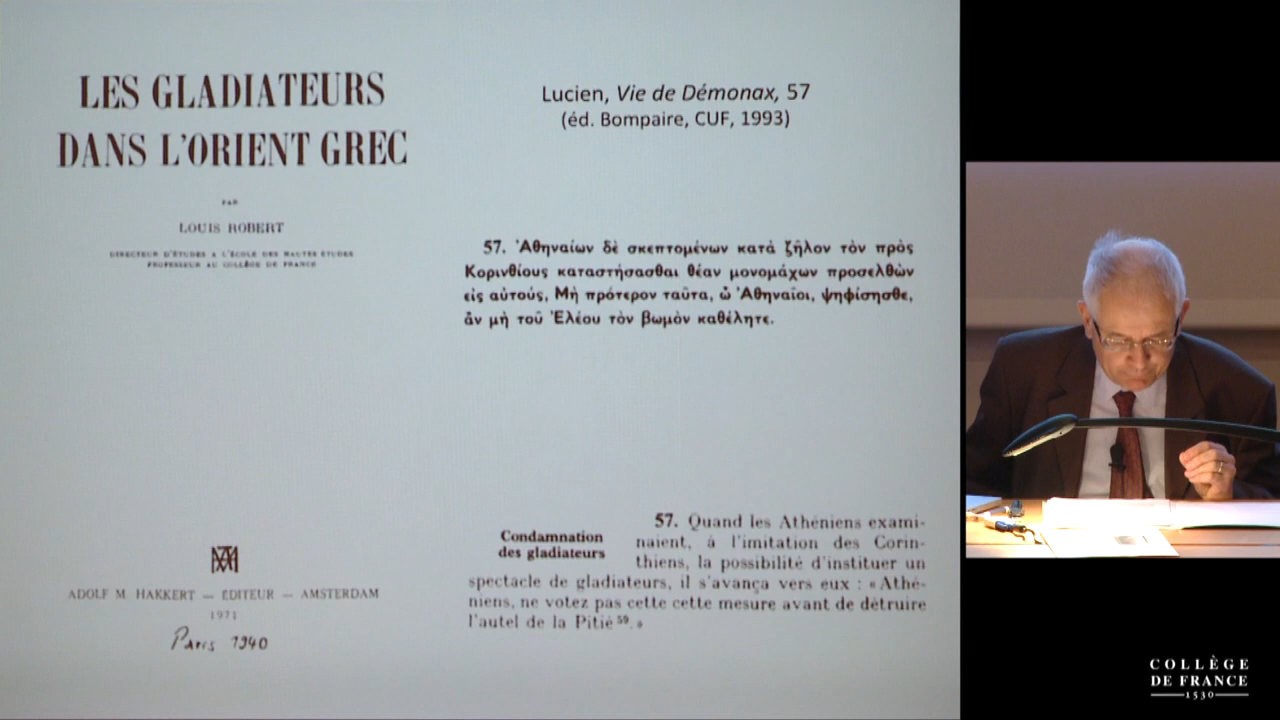 LES GLADIATEURS
DANS L'ORIENT GREC
PAR
LOUIS ROBERT
DIRECTEUR D'ÉTUDES A L'ÉCOLE DES HAUTES ÉTUDES
PROFESSEUR AU COLLÈGE DE FRANCE
ADOLF M. HAKKERT — ÉDITEUR — AMSTERDAM
1971
Paris 1940
Lucien, Vie de Démonax, 57
(éd. Bompaire, CUF, 1993)
57. Ἀθηναίων δὲ σκεπτομένων κατὰ ζῆλον τὸν πρὸς
Κορινθίους καταστήσασθαι θέαν μονομάχων προσελθὼν
εἰς αὐτούς, Μὴ πρότερον ταῦτα, ὦ Ἀθηναῖοι, ψηφίσησθε,
ἂν μὴ τοῦ Ἐλέου τὸν βωμὸν καθέλητε.
Condamnation
des gladiateurs
57. Quand les Athéniens exami-
naient, à l'imitation des Corin-
thiens, la possibilité d'instituer un
spectacle de gladiateurs, il s'avança vers eux : « Athé-
niens, ne votez pas cette cette mesure avant de détruire
l'autel de la Pitié ⁵⁹. »
COLLÈGE
DE FRANCE
1530